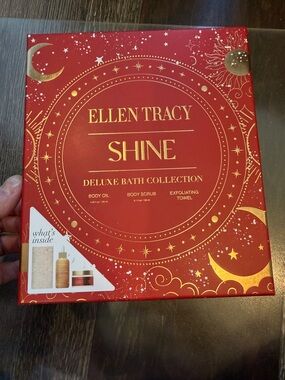 ELLEN TRACY
SHINE
DELUXE BATH COLLECTION
BODY OIL
BODY SCRUB
EXFOLIATING
TOWEL
what's
inside